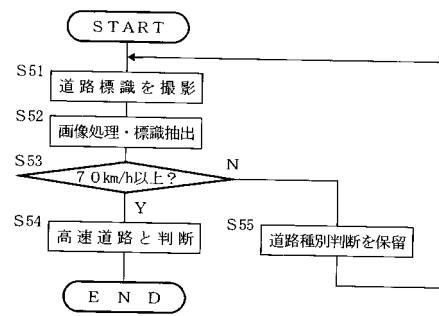 START
S51
道路標識を撮影
S52
画像処理・標識抽出
S53
70km/h以上?
N
Y
S54
高速道路と判断
S55
道路種別判断を保留
END